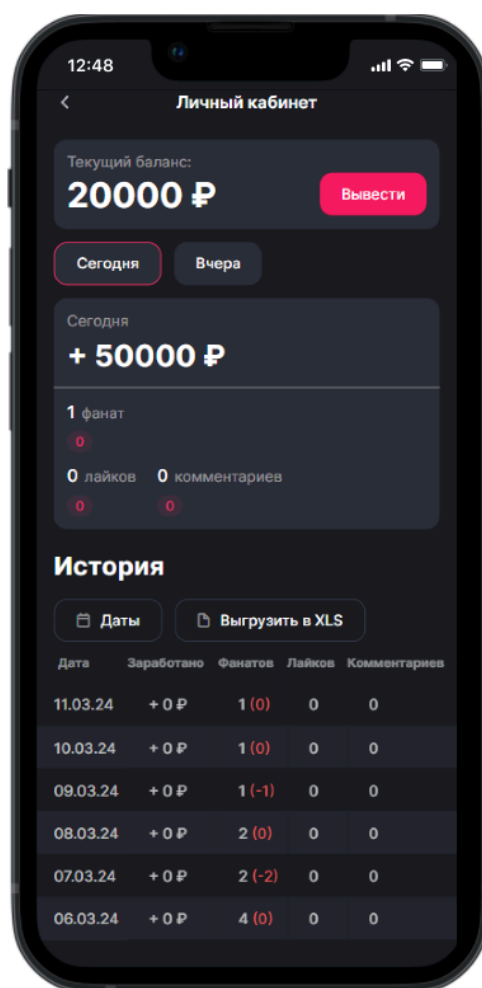 12:48
Личный кабинет
Текущий баланс:
20000 ₽
Вывести
Сегодня Вчера
Сегодня
+ 50000 ₽
1 фанат
0
0 лайков 0 комментариев
0 0
История
Даты Выгрузить в XLS
Дата Заработано Фанатов Лайков Комментариев
11.03.24 + 0 ₽ 1 (0) 0 0
10.03.24 + 0 ₽ 1 (0) 0 0
09.03.24 + 0 ₽ 1 (-1) 0 0
08.03.24 + 0 ₽ 2 (0) 0 0
07.03.24 + 0 ₽ 2 (-2) 0 0
06.03.24 + 0 ₽ 4 (0) 0 0